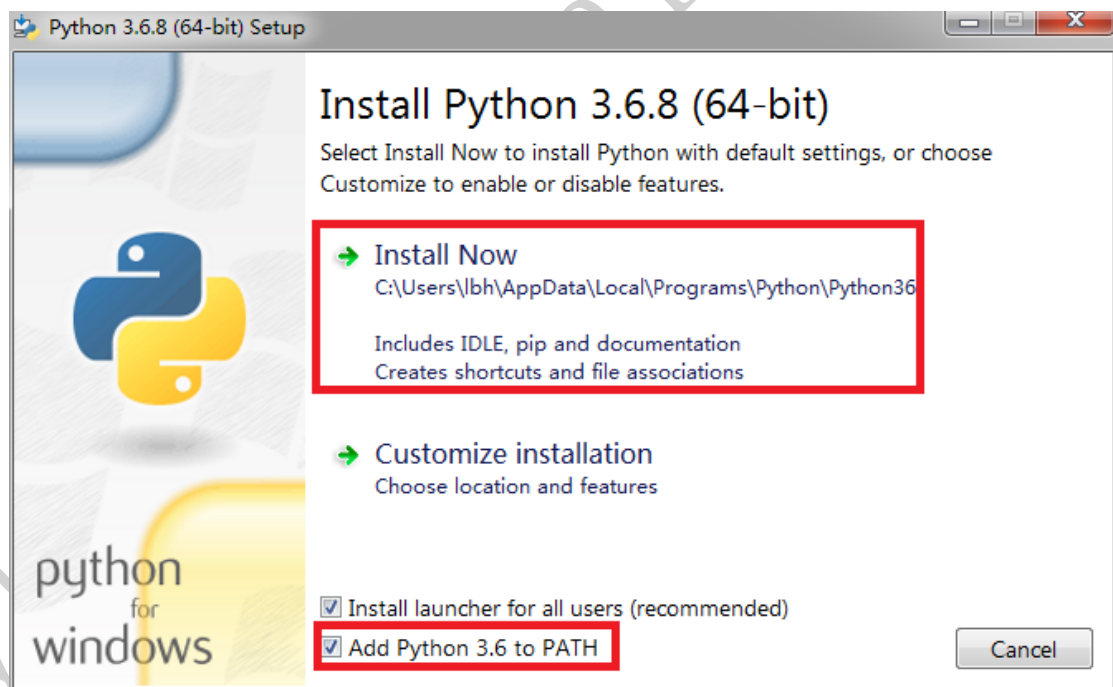 Python 3.6.8 (64-bit) Setup
Install Python 3.6.8 (64-bit)
Select Install Now to install Python with default settings, or choose
Customize to enable or disable features.
Install Now
C:\Users\lbh\AppData\Local\Programs\Python\Python36
Includes IDLE, pip and documentation
Creates shortcuts and file associations
Customize installation
Choose location and features
python
for
windows
Install launcher for all users (recommended)
Add Python 3.6 to PATH
Cancel